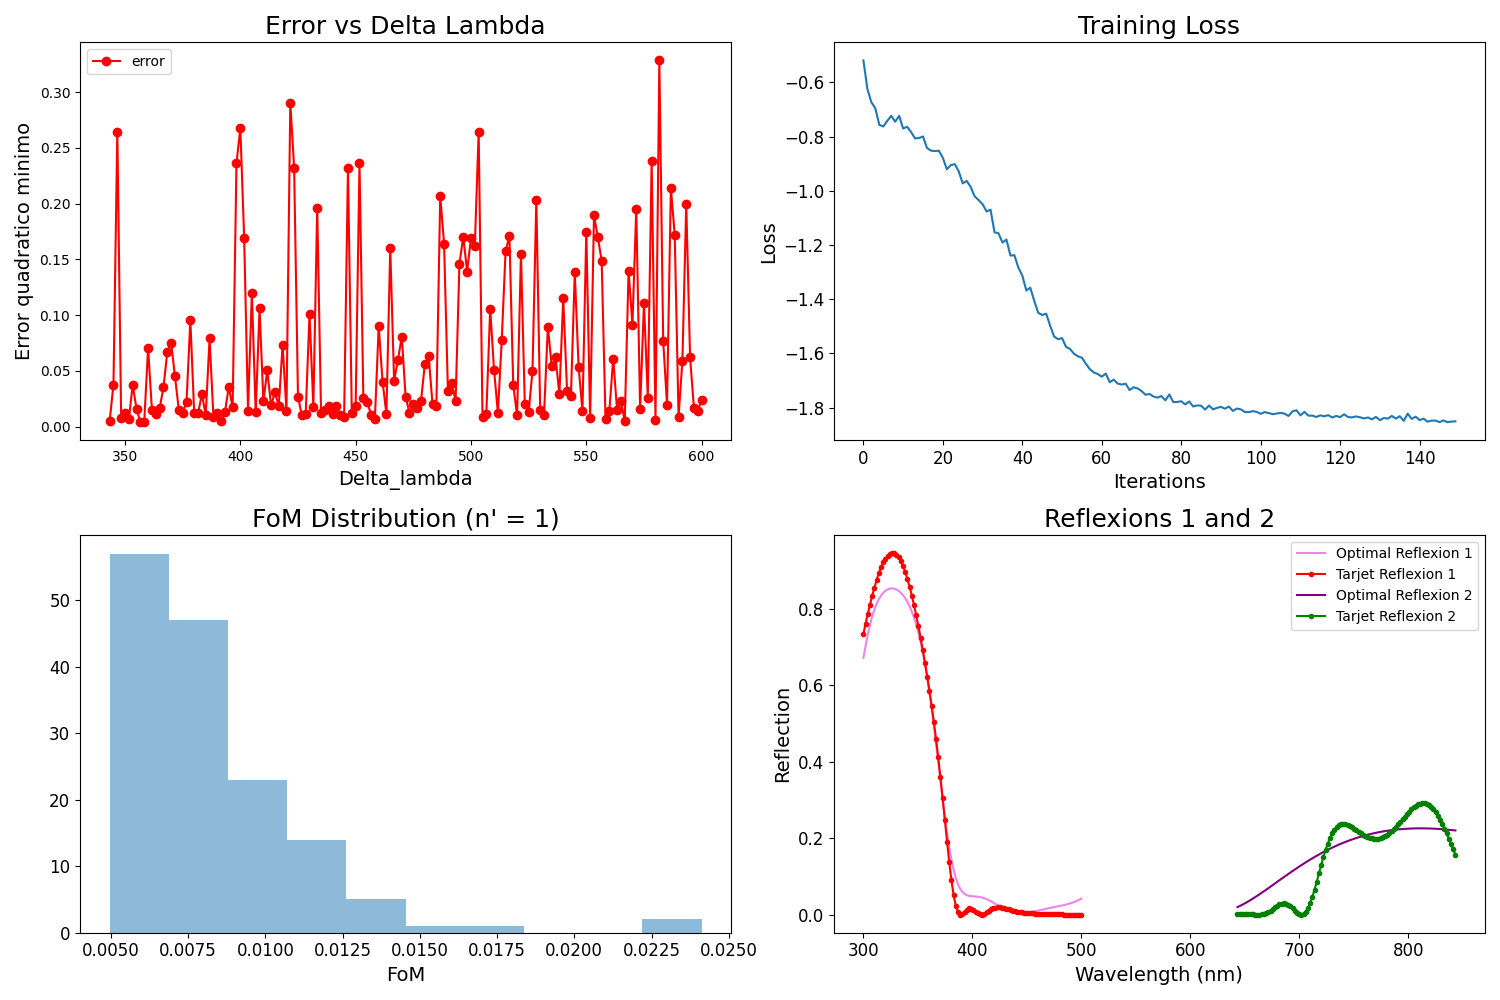 Error vs Delta Lambda
error
Error quadratico minimo
0.30
0.25
0.20
0.15
0.10
0.05
0.00
350 400 450 500 550 600
Delta_lambda
Training Loss
Loss
−0.6
−0.8
−1.0
−1.2
−1.4
−1.6
−1.8
0 20 40 60 80 100 120 140
Iterations
FoM Distribution (n' = 1)
50
40
30
20
10
0
0.0050 0.0075 0.0100 0.0125 0.0150 0.0175 0.0200 0.0225 0.0250
FoM
Reflexions 1 and 2
Optimal Reflexion 1
Tarjet Reflexion 1
Optimal Reflexion 2
Tarjet Reflexion 2
Reflection
0.8
0.6
0.4
0.2
0.0
300 400 500 600 700 800
Wavelength (nm)